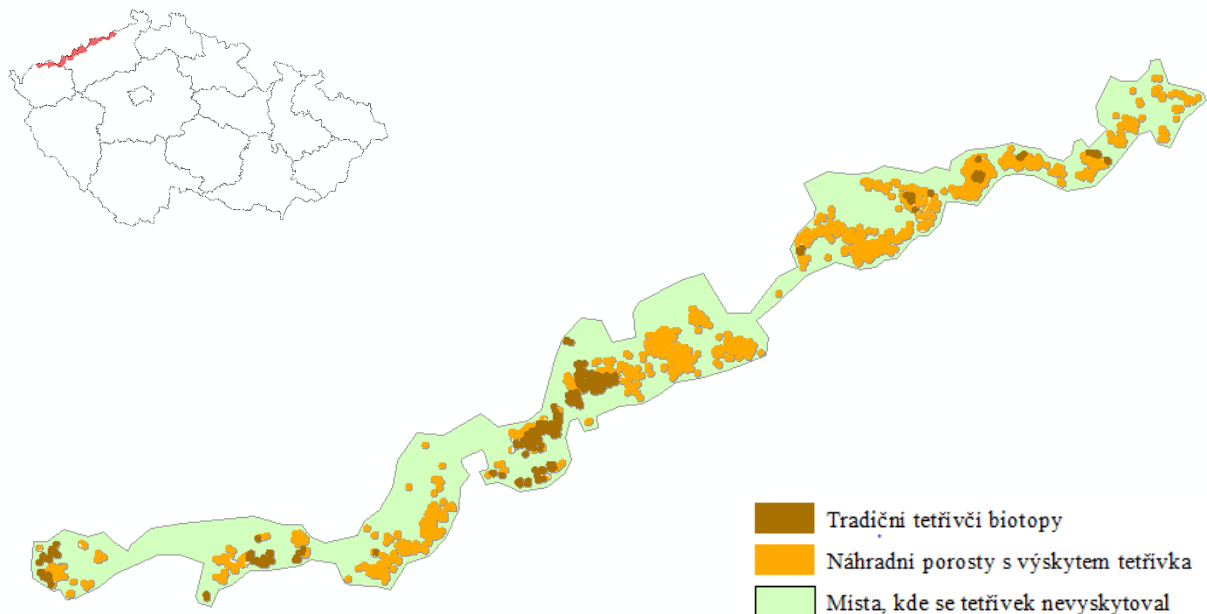 Tradiční tetřívčí biotopy
Náhradní porosty s výskytem tetřívka
Místa, kde se tetřívek nevyskytoval